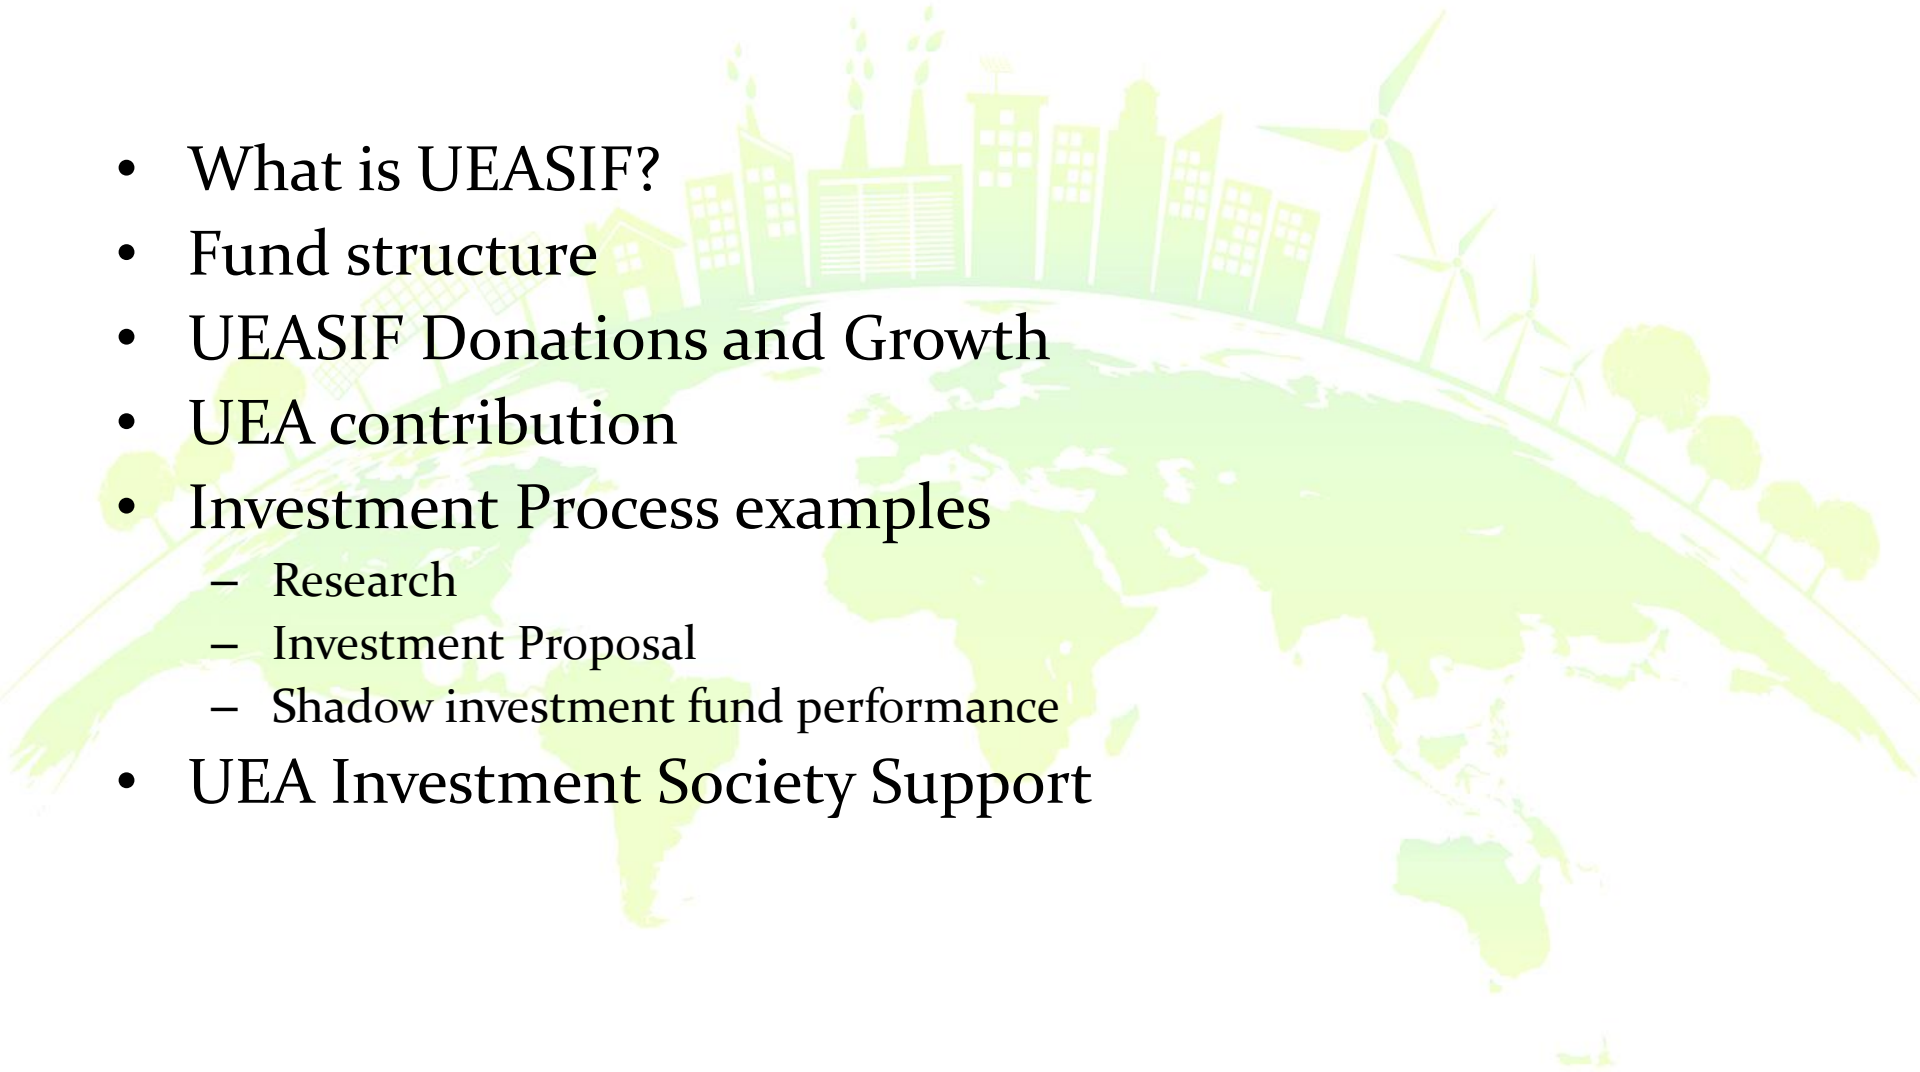 • What is UEASIF?
• Fund structure
• UEASIF Donations and Growth
• UEA contribution
• Investment Process examples
– Research
– Investment Proposal
– Shadow investment fund performance
• UEA Investment Society Support